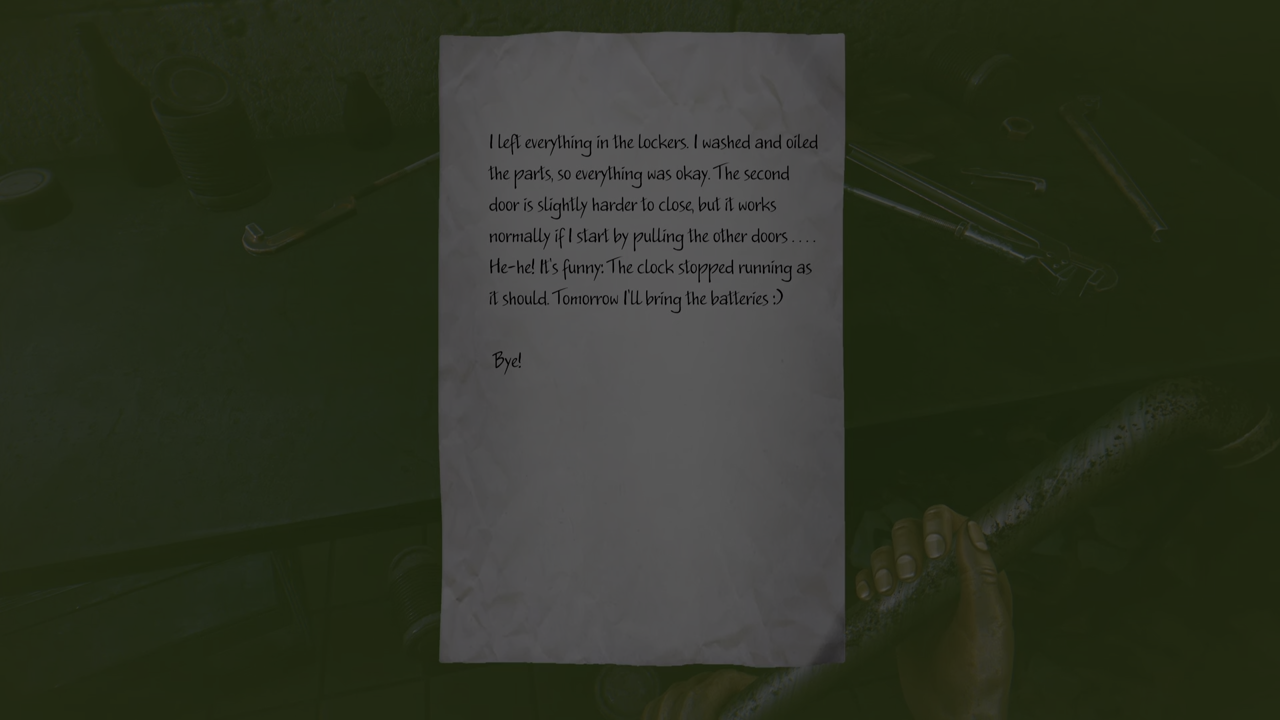 I left everything in the lockers. I washed and oiled
the parts, so everything was okay. The second
door is slightly harder to close, but it works
normally if I start by pulling the other doors . . . .
He-he! It's funny: The clock stopped running as
it should. Tomorrow I'll bring the batteries :)
Bye!